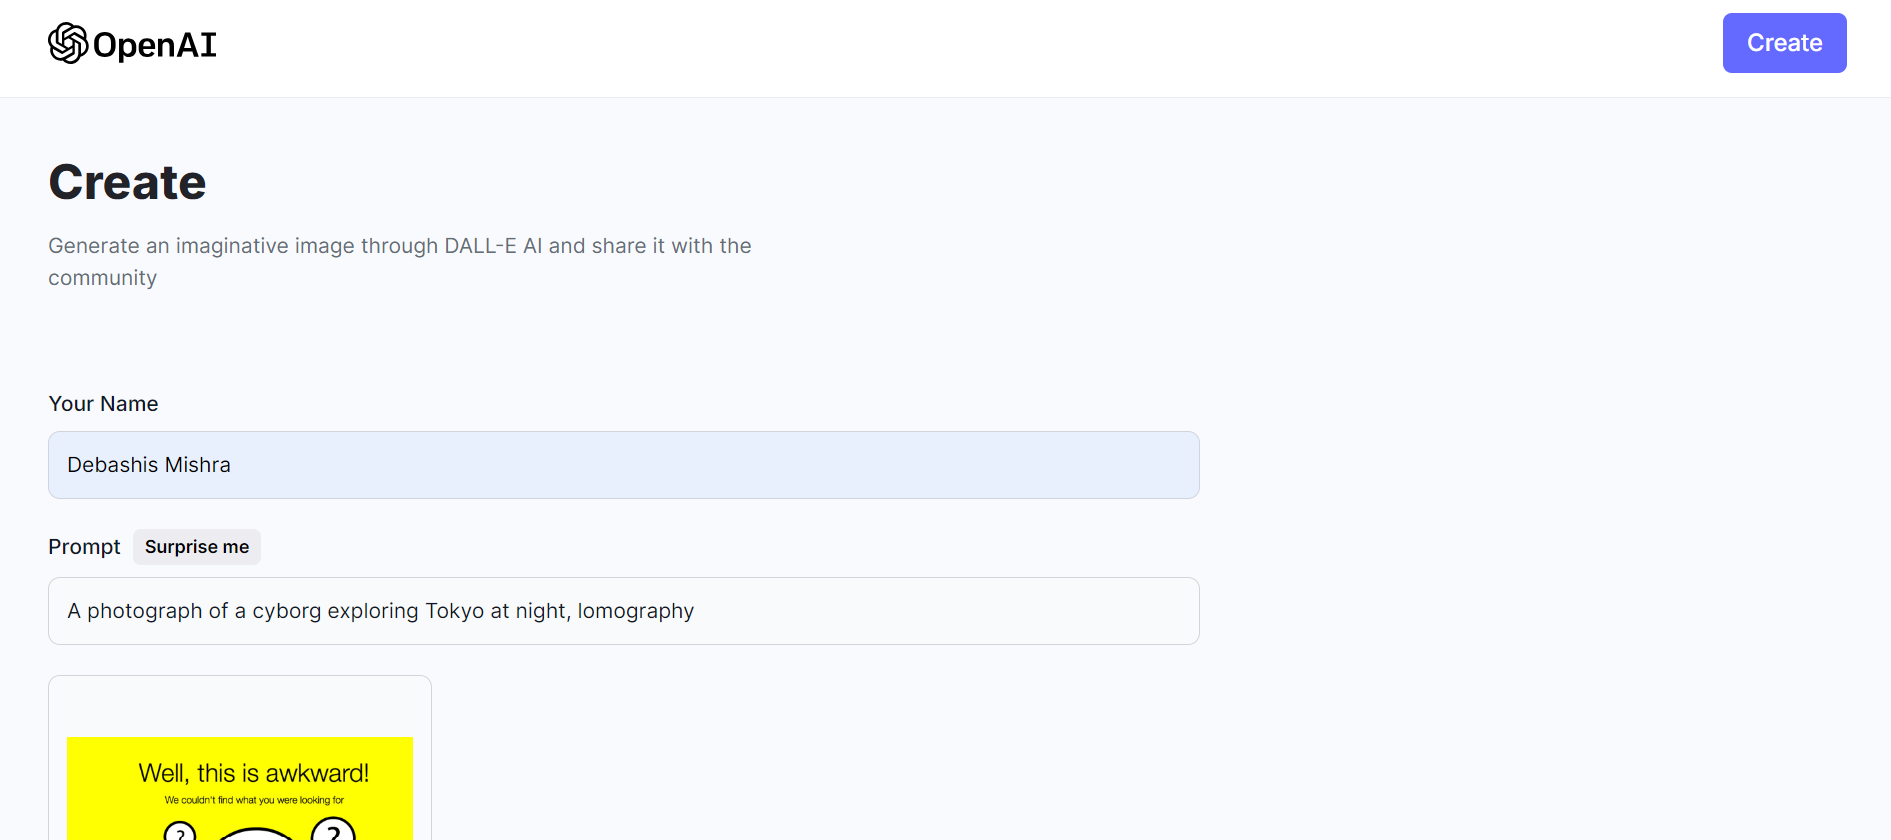 OpenAI
Create
Create
Generate an imaginative image through DALL-E AI and share it with the
community
Your Name
Debashis Mishra
Prompt Surprise me
A photograph of a cyborg exploring Tokyo at night, lomography
Well, this is awkward!
We couldn't find what you were looking for
? ?